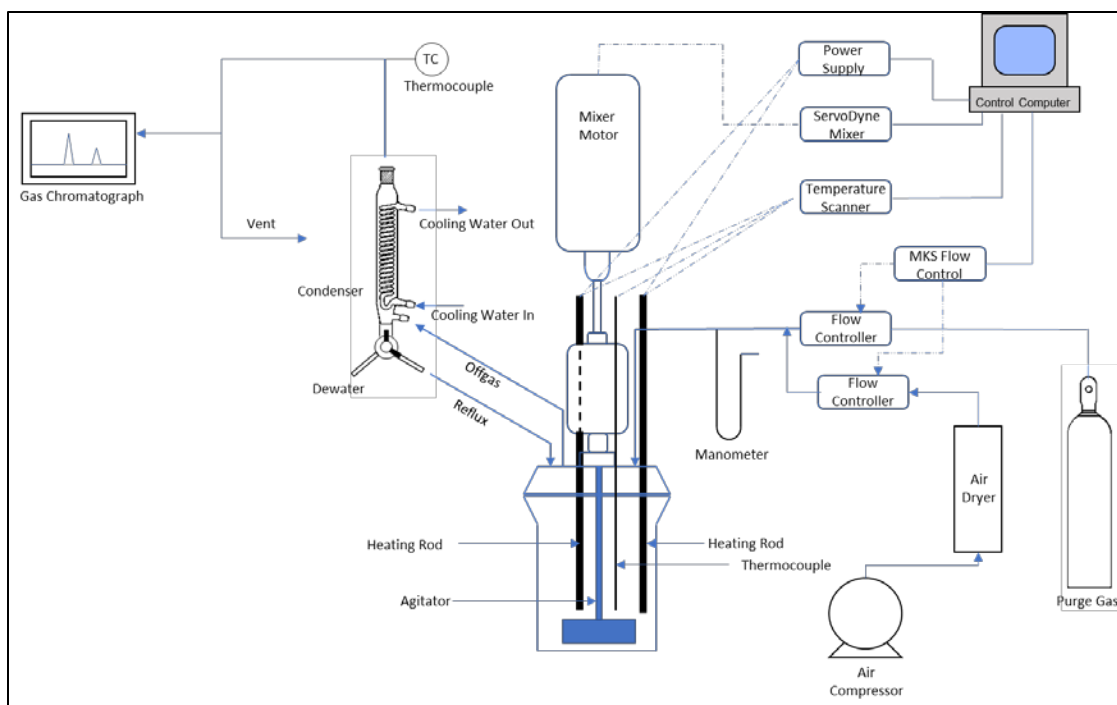 TC
Thermocouple
Gas Chromatograph
Vent
Condenser
Cooling Water Out
Cooling Water In
Dewater
Offgas
Reflux
Mixer
Motor
Power
Supply
ServoDyne
Mixer
Temperature
Scanner
Control Computer
MKS Flow
Control
Flow
Controller
Flow
Controller
Manometer
Air
Dryer
Heating Rod
Heating Rod
Thermocouple
Agitator
Purge Gas
Air
Compressor